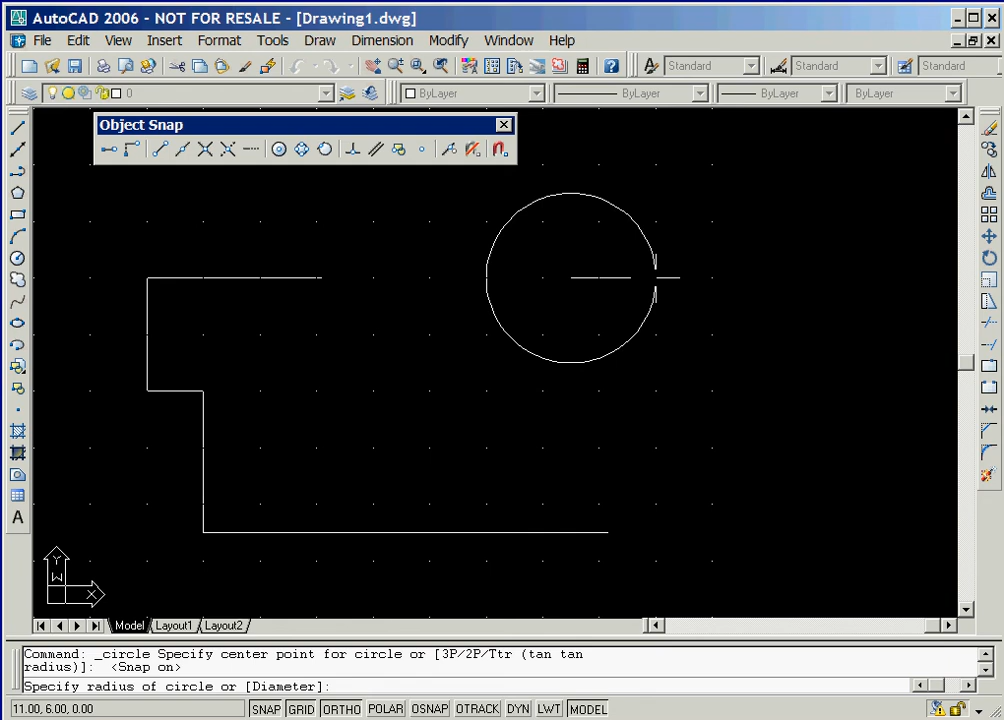 AutoCAD 2006 - NOT FOR RESALE - [Drawing1.dwg]
File Edit View Insert Format Tools Draw Dimension Modify Window Help
Standard Standard Standard
0 ByLayer ByLayer ByLayer ByLayer
Object Snap
Y
W
X
Model Layout1 Layout2
Command: _circle Specify center point for circle or [3P/2P/Ttr (tan tan
radius)]: <Snap on>
Specify radius of circle or [Diameter]:
11.00, 6.00, 0.00 SNAP GRID ORTHO POLAR OSNAP OTRACK DYN LWT MODEL